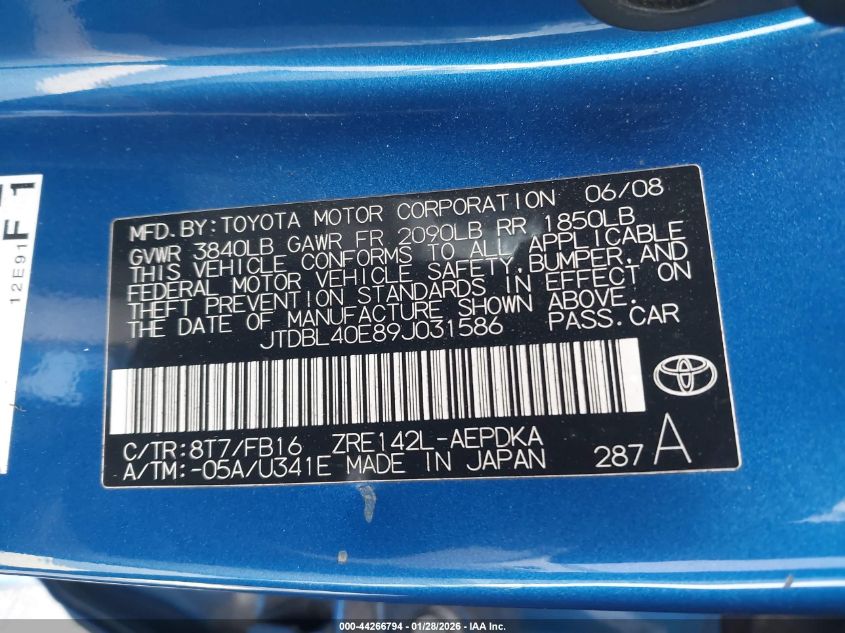 F1
12E91
MFD.BY:TOYOTA MOTOR CORPORATION 06/08
GVWR 3840LB GAWR FR 2090LB RR 1850LB
THIS VEHICLE CONFORMS TO ALL APPLICABLE
FEDERAL MOTOR VEHICLE SAFETY,BUMPER,AND
THEFT PREVENTION STANDARDS IN EFFECT ON
THE DATE OF MANUFACTURE SHOWN ABOVE.
JTDBL40E89J031586 PASS.CAR
C/TR:8T7/FB16 ZRE142L-AEPDKA
A/TM:-05A/U341E MADE IN JAPAN 287 A
000-44266794 - 01/28/2026 - IAA, Inc.